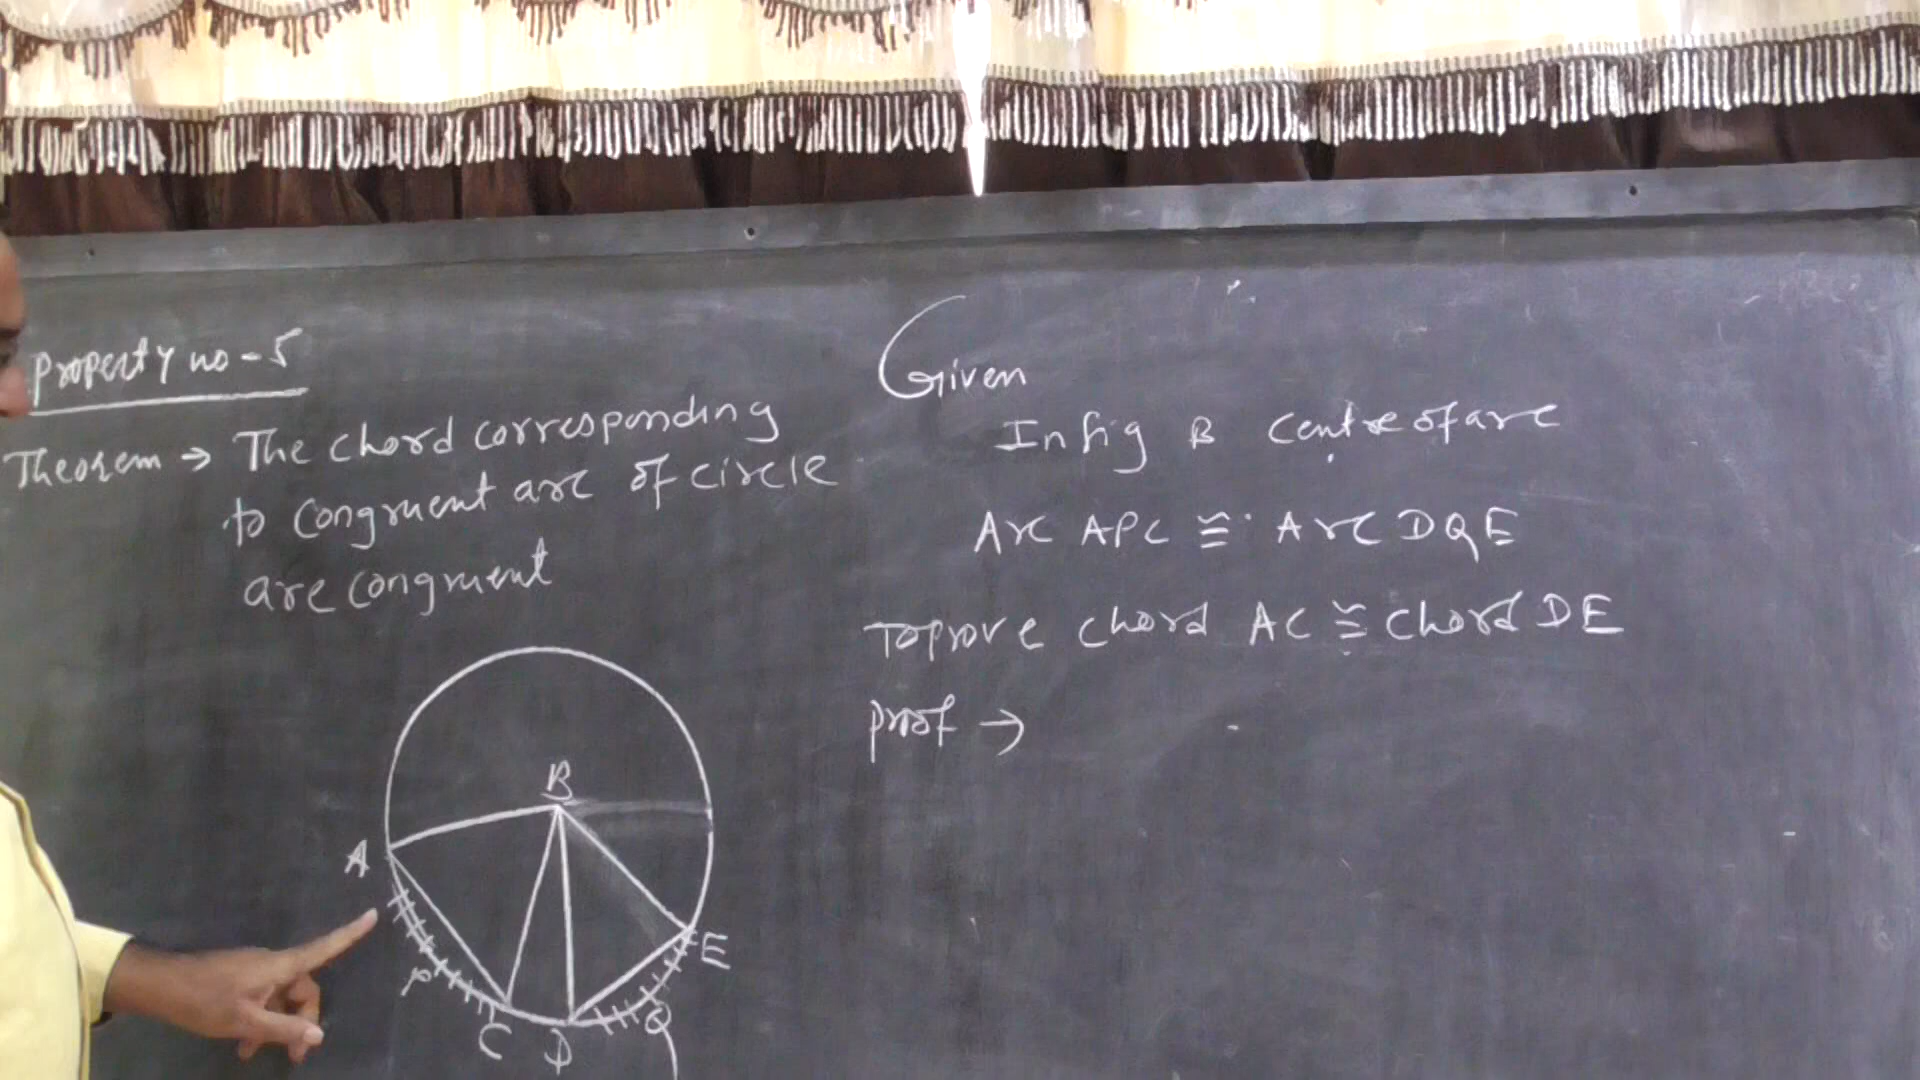 Property no - 5
Theorem → The chord corresponding
to congruent arc of circle
are congruent
Given
In fig B Centre of arc
Arc APC ≅ Arc DQE
To prove chord AC ≅ chord DE
proof →
B
A
E
P
Q
C D